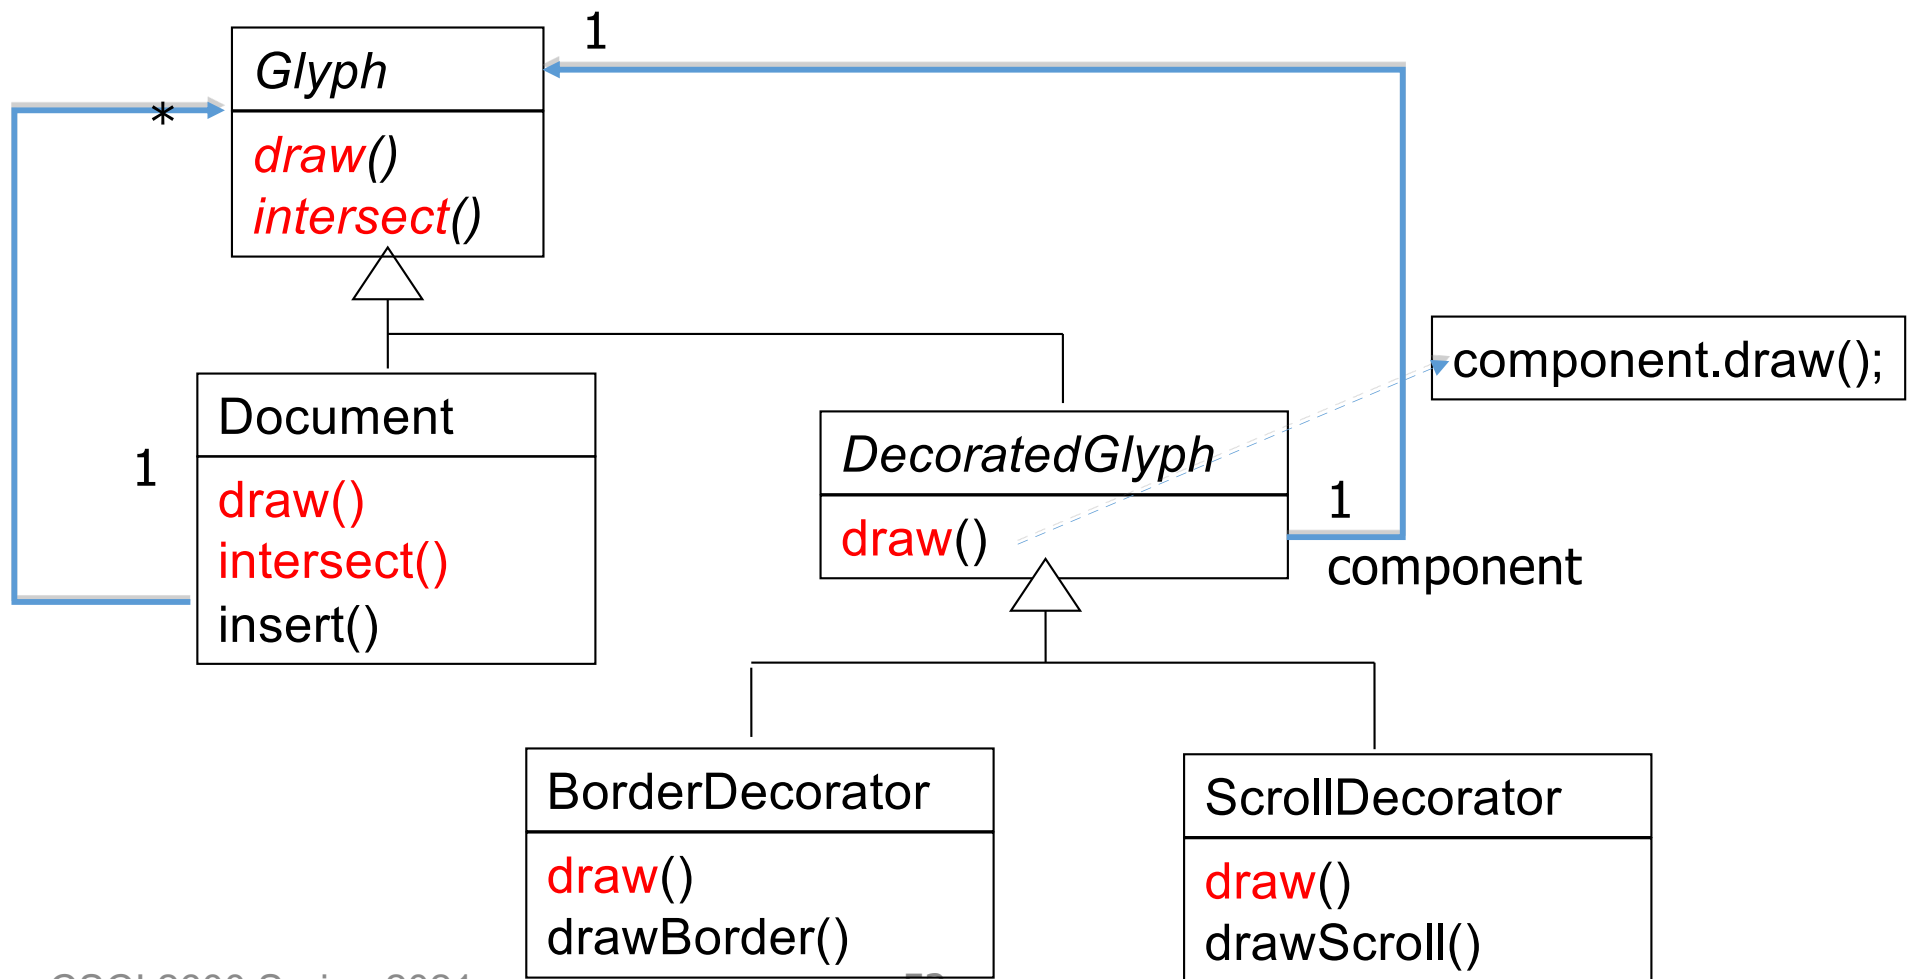 1
Glyph
*
draw()
intersect()
component.draw();
Document
1
draw()
intersect()
insert()
DecoratedGlyph
draw()
1
component
BorderDecorator
draw()
drawBorder()
ScrollDecorator
draw()
drawScroll()